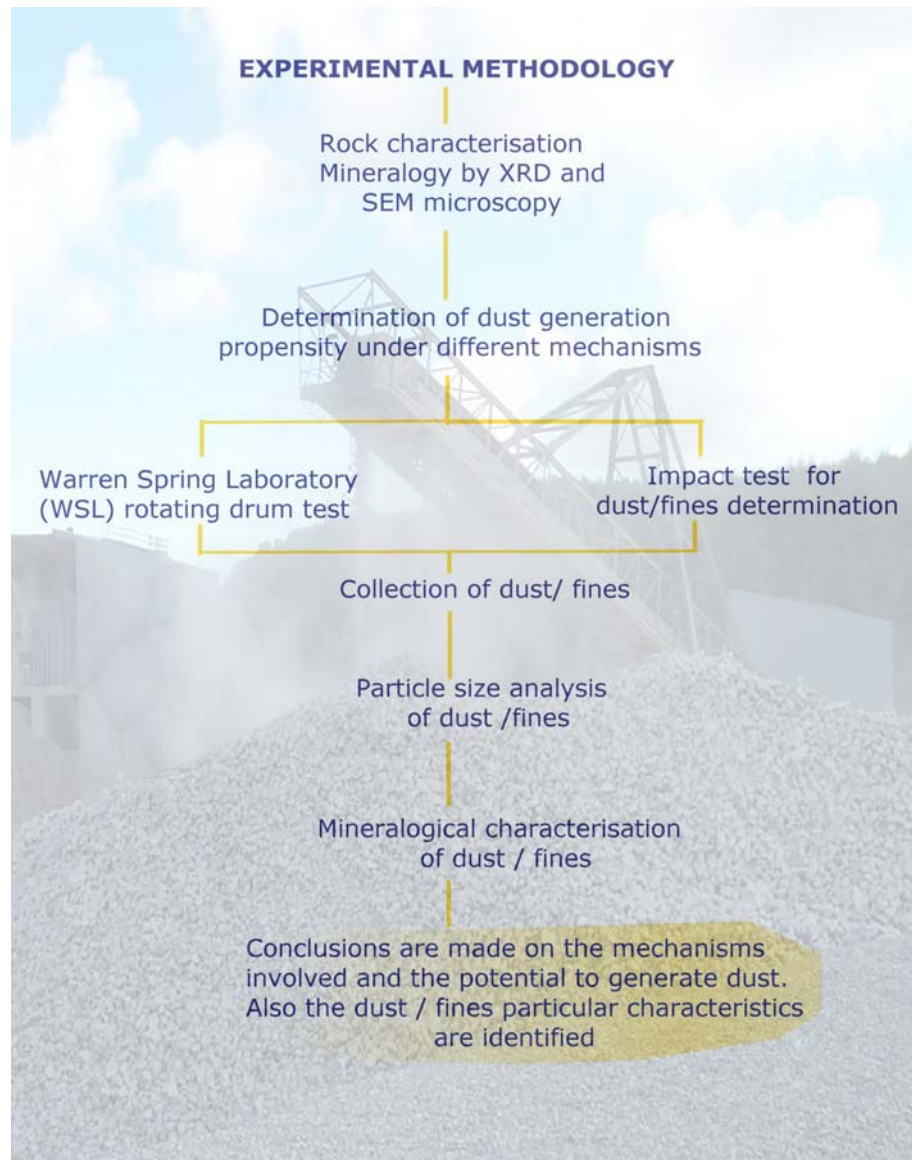 EXPERIMENTAL METHODOLOGY
Rock characterisation
Mineralogy by XRD and
SEM microscopy
Determination of dust generation
propensity under different mechanisms
Warren Spring Laboratory
(WSL) rotating drum test
Impact test for
dust/fines determination
Collection of dust/ fines
Particle size analysis
of dust /fines
Mineralogical characterisation
of dust / fines
Conclusions are made on the mechanisms
involved and the potential to generate dust.
Also the dust / fines particular characteristics
are identified